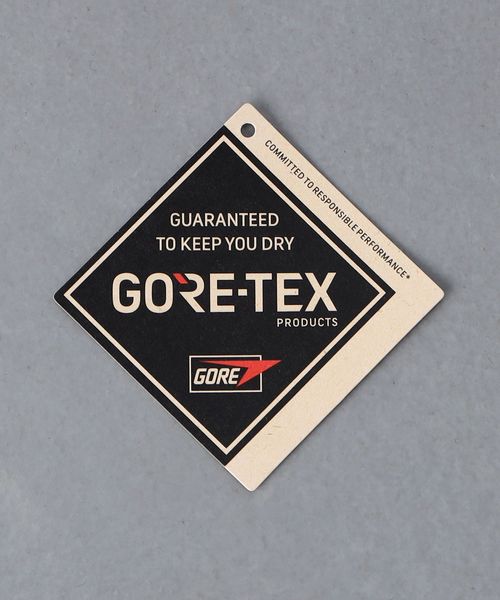 COMMITTED TO RESPONSIBLE PERFORMANCE*
GUARANTEED
TO KEEP YOU DRY
GORE-TEX
PRODUCTS
GORE